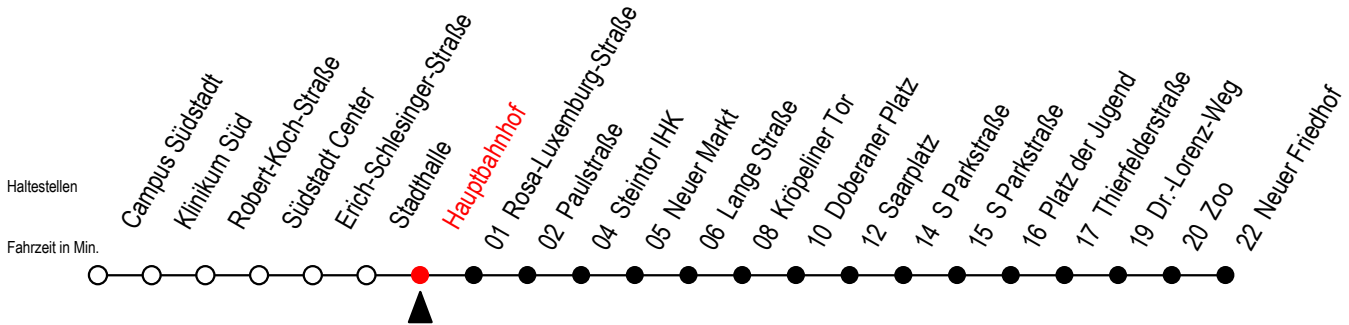 Haltestellen
Fahrzeit in Min.
Campus Südstadt
Klinikum Süd
Robert-Koch-Straße
Südstadt Center
Erich-Schlesinger-Straße
Stadthalle
Hauptbahnhof
01 Rosa-Luxemburg-Straße
02 Paulstraße
04 Steintor IHK
05 Neuer Markt
06 Lange Straße
08 Kröpeliner Tor
10 Doberaner Platz
12 Saarplatz
14 S Parkstraße
15 S Parkstraße
16 Platz der Jugend
17 Thierfelderstraße
19 Dr.-Lorenz-Weg
20 Zoo
22 Neuer Friedhof